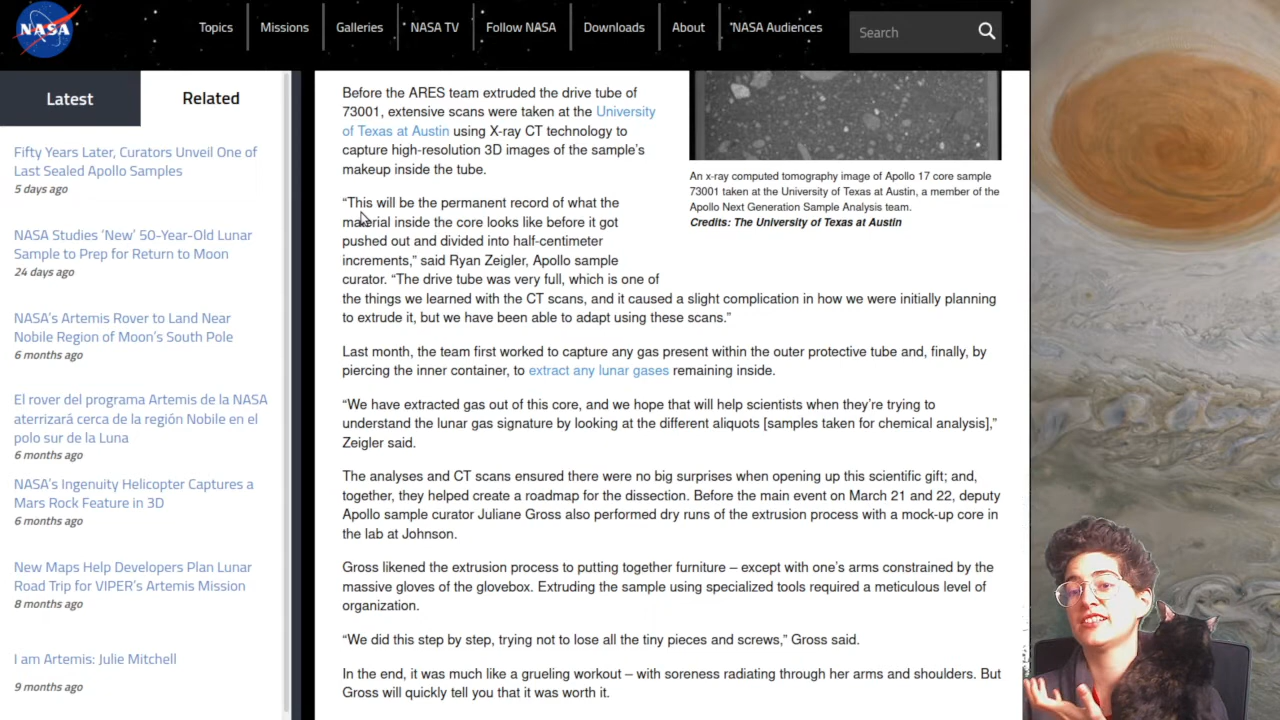 NASA
Topics
Missions
Galleries
NASA TV
Follow NASA
Downloads
About
NASA Audiences
Search
Latest
Related
Fifty Years Later, Curators Unveil One of
Last Sealed Apollo Samples
5 days ago
NASA Studies ‘New’ 50-Year-Old Lunar
Sample to Prep for Return to Moon
24 days ago
NASA’s Artemis Rover to Land Near
Nobile Region of Moon’s South Pole
6 months ago
El rover del programa Artemis de la NASA
aterrizará cerca de la región Nobile en el
polo sur de la Luna
6 months ago
NASA’s Ingenuity Helicopter Captures a
Mars Rock Feature in 3D
6 months ago
New Maps Help Developers Plan Lunar
Road Trip for VIPER’s Artemis Mission
8 months ago
I am Artemis: Julie Mitchell
9 months ago
Before the ARES team extruded the drive tube of
73001, extensive scans were taken at the University
of Texas at Austin using X-ray CT technology to
capture high-resolution 3D images of the sample’s
makeup inside the tube.
“This will be the permanent record of what the
material inside the core looks like before it got
pushed out and divided into half-centimeter
increments,” said Ryan Zeigler, Apollo sample
curator. “The drive tube was very full, which is one of
the things we learned with the CT scans, and it caused a slight complication in how we were initially planning
to extrude it, but we have been able to adapt using these scans.”
Last month, the team first worked to capture any gas present within the outer protective tube and, finally, by
piercing the inner container, to extract any lunar gases remaining inside.
“We have extracted gas out of this core, and we hope that will help scientists when they’re trying to
understand the lunar gas signature by looking at the different aliquots [samples taken for chemical analysis],”
Zeigler said.
The analyses and CT scans ensured there were no big surprises when opening up this scientific gift; and,
together, they helped create a roadmap for the dissection. Before the main event on March 21 and 22, deputy
Apollo sample curator Juliane Gross also performed dry runs of the extrusion process with a mock-up core in
the lab at Johnson.
Gross likened the extrusion process to putting together furniture – except with one’s arms constrained by the
massive gloves of the glovebox. Extruding the sample using specialized tools required a meticulous level of
organization.
“We did this step by step, trying not to lose all the tiny pieces and screws,” Gross said.
In the end, it was much like a grueling workout – with soreness radiating through her arms and shoulders. But
Gross will quickly tell you that it was worth it.
An x-ray computed tomography image of Apollo 17 core sample
73001 taken at the University of Texas at Austin, a member of the
Apollo Next Generation Sample Analysis team.
Credits: The University of Texas at Austin